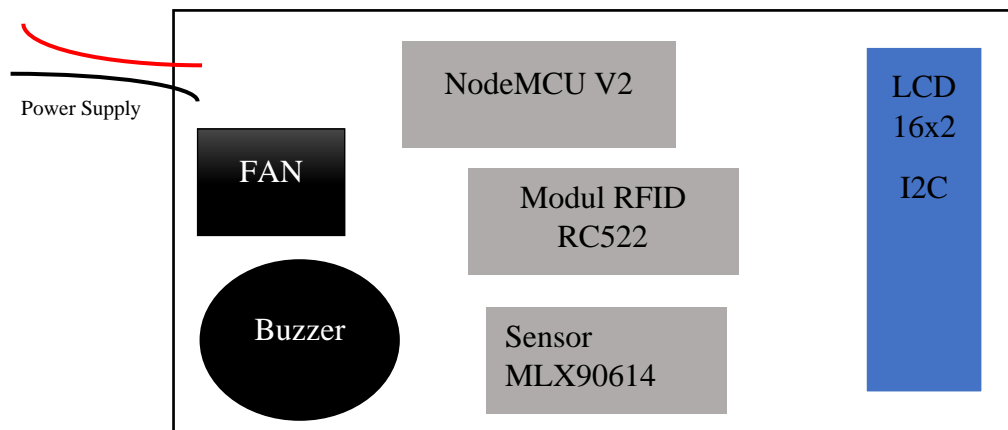 Power Supply
NodeMCU V2
LCD
16x2
I2C
FAN
Modul RFID
RC522
Buzzer
Sensor
MLX90614